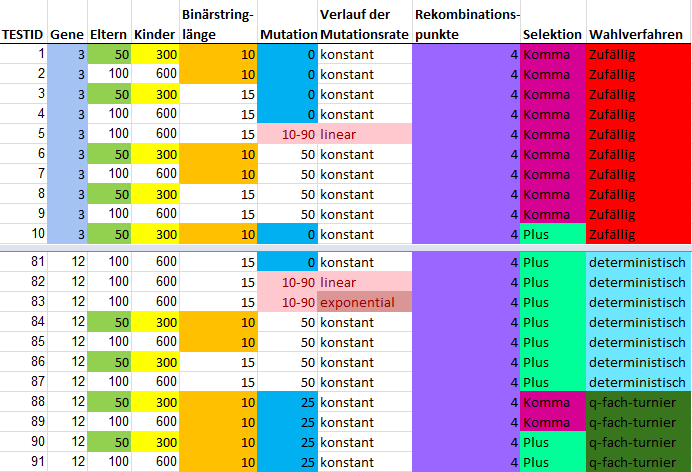 Binärstring- Verlauf der Rekombinations-
TESTID Gene Eltern Kinder länge Mutation Mutationsrate punkte Selektion Wahlverfahren
1 3 50 300 10 0 konstant 4 Komma Zufällig
2 3 100 600 10 0 konstant 4 Komma Zufällig
3 3 50 300 15 0 konstant 4 Komma Zufällig
4 3 100 600 15 0 konstant 4 Komma Zufällig
5 3 100 600 15 10-90 linear 4 Komma Zufällig
6 3 50 300 10 50 konstant 4 Komma Zufällig
7 3 100 600 10 50 konstant 4 Komma Zufällig
8 3 50 300 15 50 konstant 4 Komma Zufällig
9 3 100 600 15 50 konstant 4 Komma Zufällig
10 3 50 300 10 0 konstant 4 Plus Zufällig
81 12 100 600 15 0 konstant 4 Plus deterministisch
82 12 100 600 15 10-90 linear 4 Plus deterministisch
83 12 100 600 15 10-90 exponential 4 Plus deterministisch
84 12 50 300 10 50 konstant 4 Plus deterministisch
85 12 100 600 10 50 konstant 4 Plus deterministisch
86 12 50 300 15 50 konstant 4 Plus deterministisch
87 12 100 600 15 50 konstant 4 Plus deterministisch
88 12 50 300 10 25 konstant 4 Komma q-fach-turnier
89 12 100 600 10 25 konstant 4 Komma q-fach-turnier
90 12 50 300 10 25 konstant 4 Plus q-fach-turnier
91 12 100 600 10 25 konstant 4 Plus q-fach-turnier